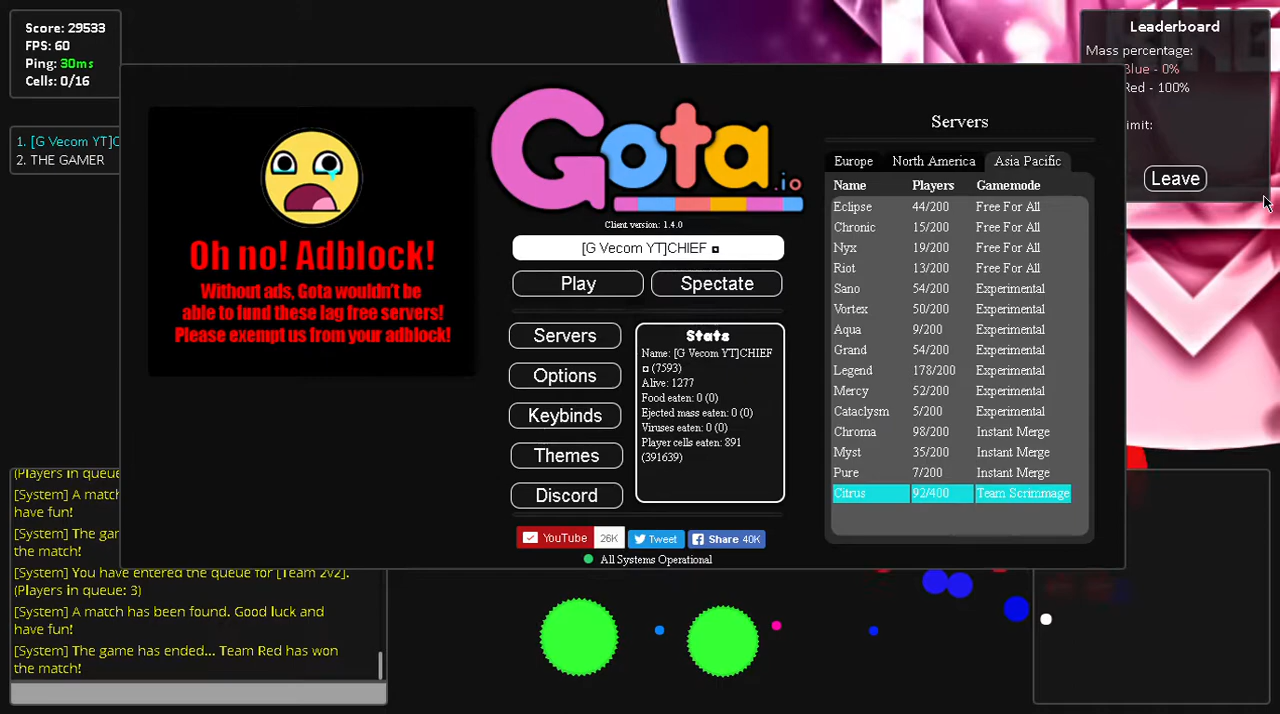 Score: 29533
FPS: 60
Ping: 30ms
Cells: 0/16
1. [G Vecom YT]C
2. THE GAMER
Oh no! Adblock!
Without ads, Gota wouldn't be
able to fund these lag free servers!
Please exempt us from your adblock!
Gota.io
Client version: 1.4.0
[G Vecom YT]CHIEF
Play
Spectate
Servers
Options
Keybinds
Themes
Discord
Stats
Name: [G Vecom YT]CHIEF
(7593)
Alive: 1277
Food eaten: 0 (0)
Ejected mass eaten: 0 (0)
Viruses eaten: 0 (0)
Player cells eaten: 891
(391639)
YouTube 26K
Tweet
Share 40K
All Systems Operational
Servers
Europe North America Asia Pacific
Name Players Gamemode
Eclipse 44/200 Free For All
Chronic 15/200 Free For All
Nyx 19/200 Free For All
Riot 13/200 Free For All
Sano 54/200 Experimental
Vortex 50/200 Experimental
Aqua 9/200 Experimental
Grand 54/200 Experimental
Legend 178/200 Experimental
Mercy 52/200 Experimental
Cataclysm 5/200 Experimental
Chroma 98/200 Instant Merge
Myst 35/200 Instant Merge
Pure 7/200 Instant Merge
Citrus 92/400 Team Scrimmage
Leaderboard
Mass percentage:
Blue - 0%
Red - 100%
imit:
Leave
(Players in queue
[System] A match
have fun!
[System] The gam
the match!
[System] You have entered the queue for [Team 2v2].
(Players in queue: 3)
[System] A match has been found. Good luck and
have fun!
[System] The game has ended... Team Red has won
the match!